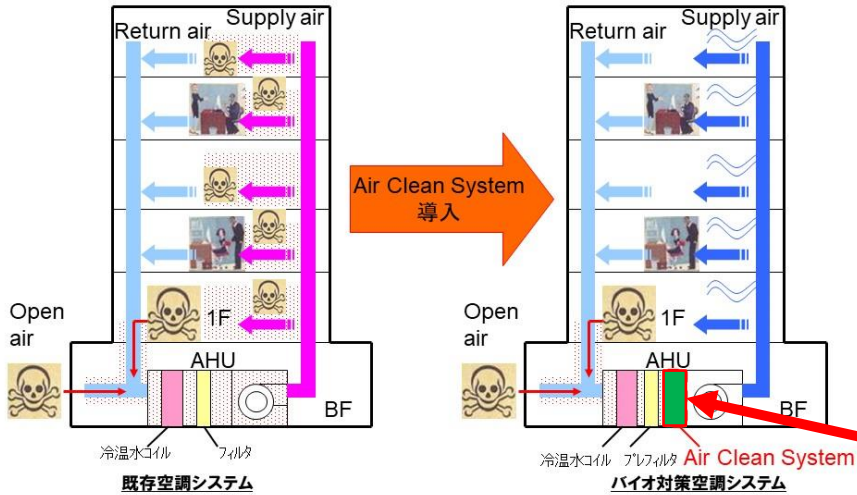 Supply air
Return air
Open
air
1F
AHU
BF
冷温水コイル
フィルタ
既存空調システム
Air Clean System
導入
Supply air
Return air
Open
air
1F
AHU
BF
冷温水コイル
プレフィルタ
Air Clean System
バイオ対策空調システム